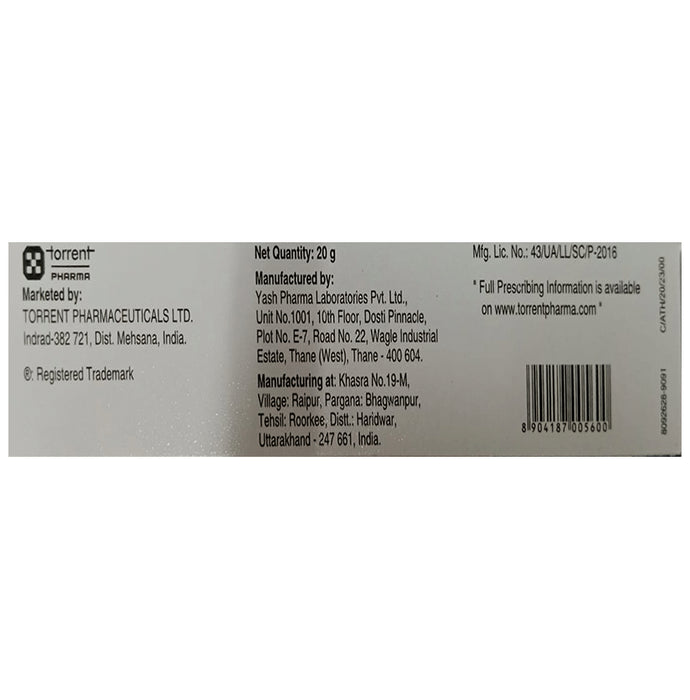 torrent
PHARMA
Marketed by:
TORRENT PHARMACEUTICALS LTD.
Indrad-382 721, Dist. Mehsana, India.
®: Registered Trademark
Net Quantity: 20 g
Manufactured by:
Yash Pharma Laboratories Pvt. Ltd.,
Unit No.1001, 10th Floor, Dosti Pinnacle,
Plot No. E-7, Road No. 22, Wagle Industrial
Estate, Thane (West), Thane - 400 604.
Manufacturing at: Khasra No.19-M,
Village: Raipur, Pargana: Bhagwanpur,
Tehsil: Roorkee, Distt.: Haridwar,
Uttarakhand - 247 661, India.
Mfg. Lic. No.: 43/UA/LL/SC/P-2016
" Full Prescribing Information is available
on www.torrentpharma.com "
8 904187 005600
8092628-9091
C/ATH/20/23/00